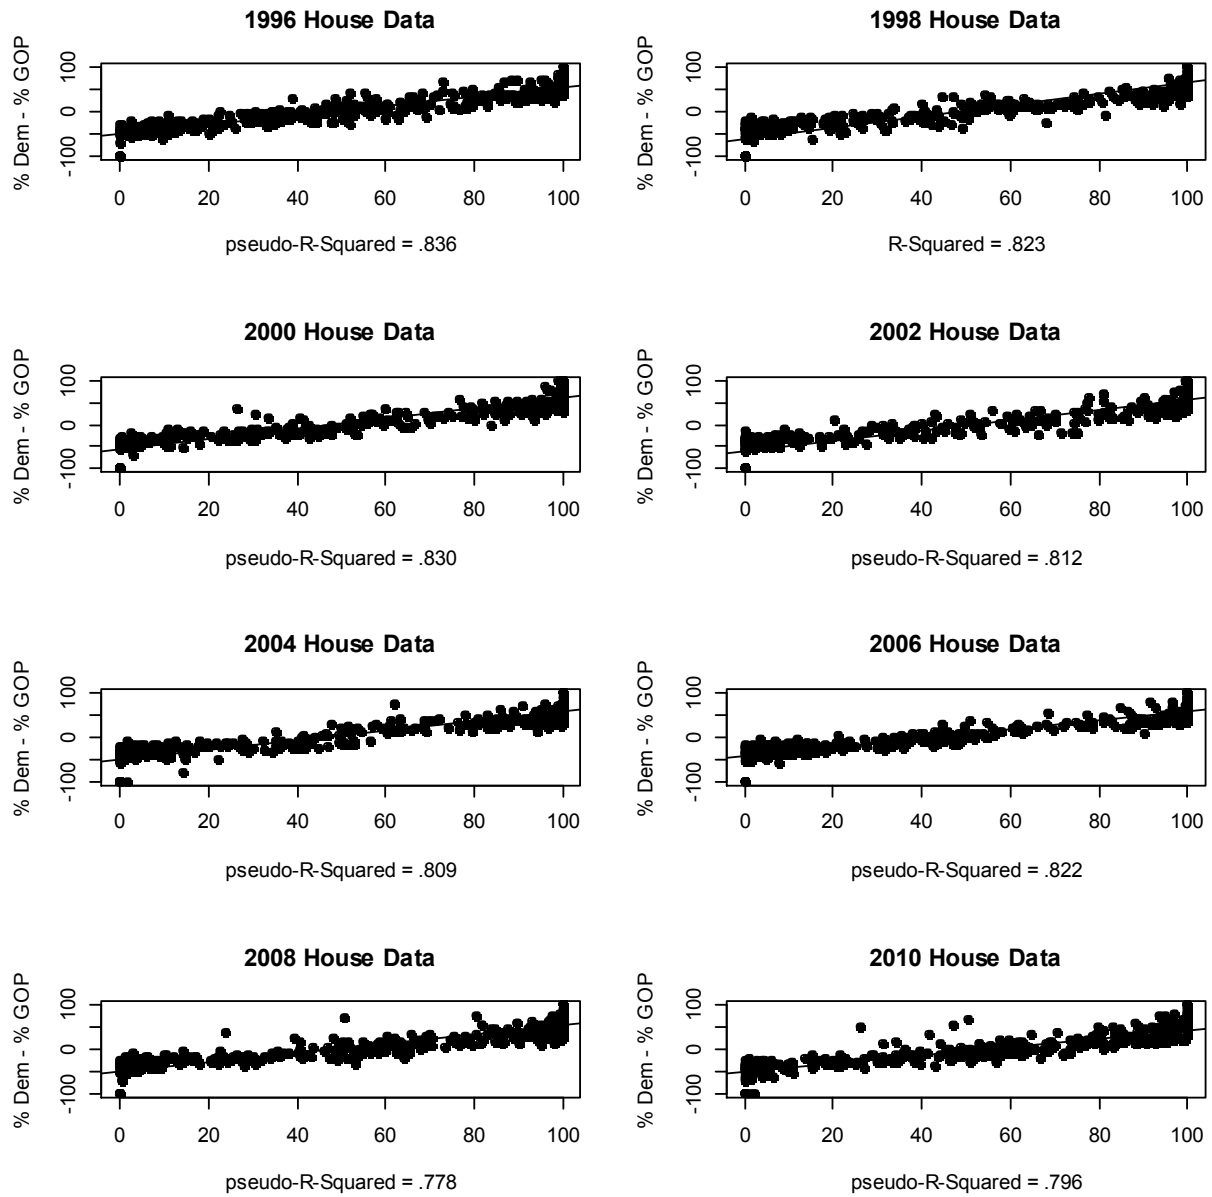 1996 House Data
% Dem - % GOP
-100 0 100
0 20 40 60 80 100
pseudo-R-Squared = .836
1998 House Data
% Dem - % GOP
-100 0 100
0 20 40 60 80 100
R-Squared = .823
2000 House Data
% Dem - % GOP
-100 0 100
0 20 40 60 80 100
pseudo-R-Squared = .830
2002 House Data
% Dem - % GOP
-100 0 100
0 20 40 60 80 100
pseudo-R-Squared = .812
2004 House Data
% Dem - % GOP
-100 0 100
0 20 40 60 80 100
pseudo-R-Squared = .809
2006 House Data
% Dem - % GOP
-100 0 100
0 20 40 60 80 100
pseudo-R-Squared = .822
2008 House Data
% Dem - % GOP
-100 0 100
0 20 40 60 80 100
pseudo-R-Squared = .778
2010 House Data
% Dem - % GOP
-100 0 100
0 20 40 60 80 100
pseudo-R-Squared = .796